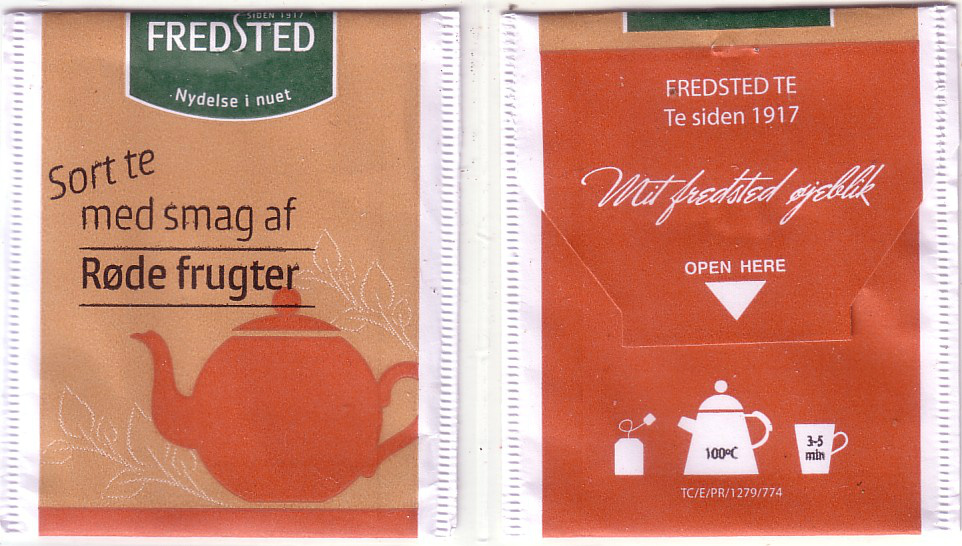 SIDEN 1917
FREDSTED
Nydelse i nuet
Sort te
med smag af
Røde frugter
FREDSTED TE
Te siden 1917
Mit fredsted øjeblik
OPEN HERE
100°C
3-5
min
TC/E/PR/1279/774